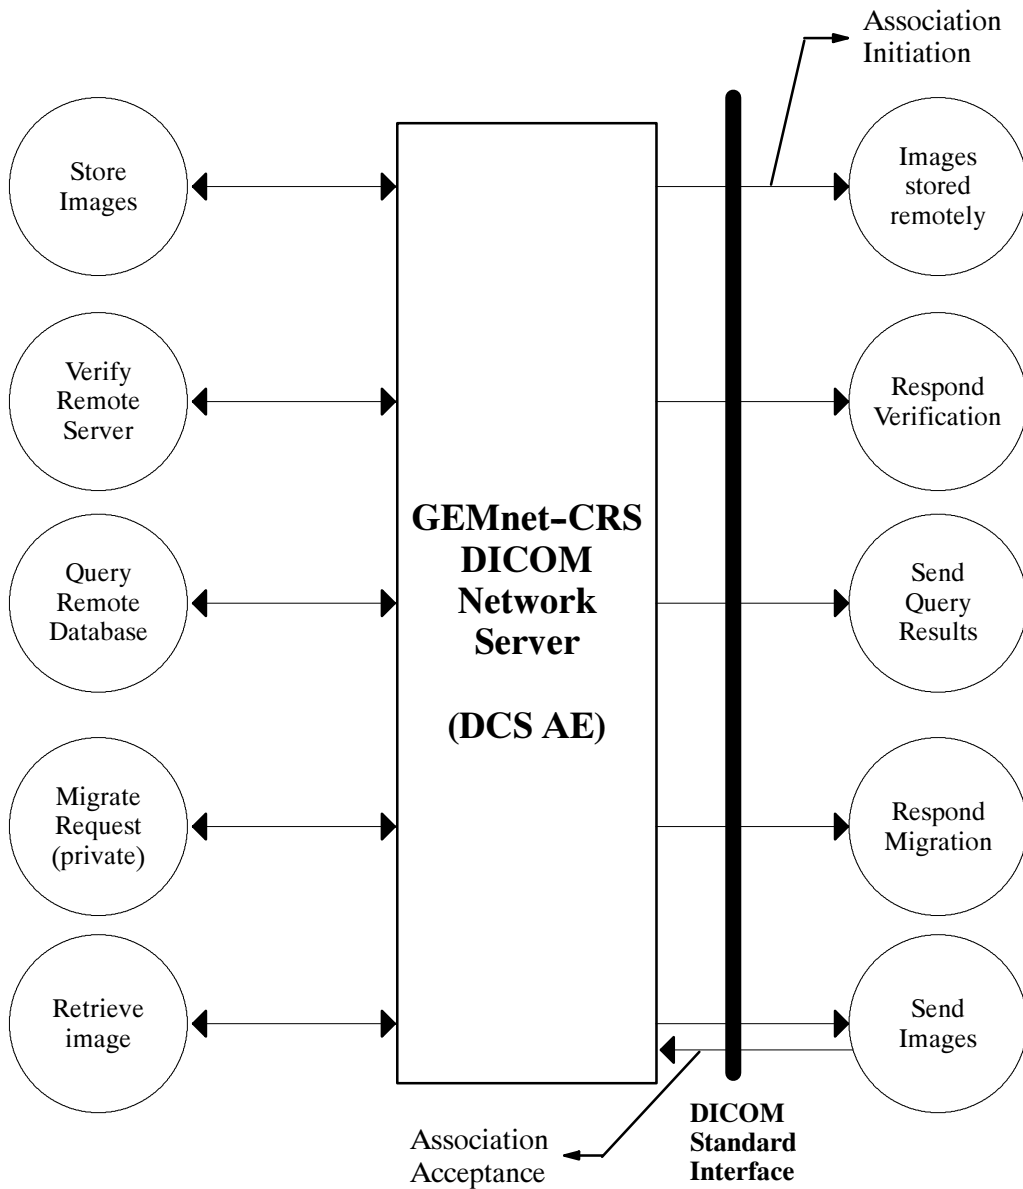 Association
Initiation
Store
Images
Images
stored
remotely
Verify
Remote
Server
Respond
Verification
GEMnet-CRS
DICOM
Network
Server
(DCS AE)
Query
Remote
Database
Send
Query
Results
Migrate
Request
(private)
Respond
Migration
Retrieve
image
Send
Images
Association
Acceptance
DICOM
Standard
Interface